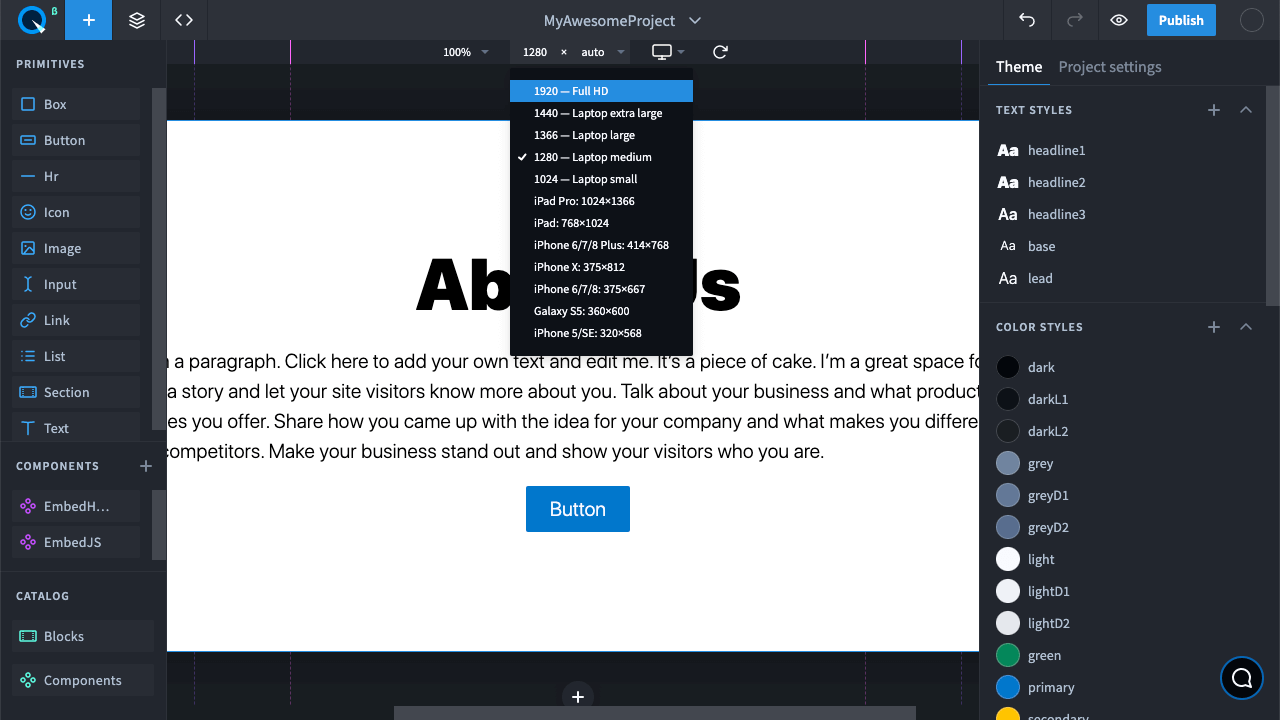 β
MyAwesomeProject
Publish
PRIMITIVES
Box
Button
Hr
Icon
Image
Input
Link
List
Section
Text
COMPONENTS
EmbedH...
EmbedJS
CATALOG
Blocks
Components
100%
1280 × auto
1920 — Full HD
1440 — Laptop extra large
1366 — Laptop large
1280 — Laptop medium
1024 — Laptop small
iPad Pro: 1024×1366
iPad: 768×1024
iPhone 6/7/8 Plus: 414×768
iPhone X: 375×812
iPhone 6/7/8: 375×667
Galaxy S5: 360×600
iPhone 5/SE: 320×568
Ab Us
a paragraph. Click here to add your own text and edit me. It's a piece of cake. I'm a great space fo
a story and let your site visitors know more about you. Talk about your business and what product
es you offer. Share how you came up with the idea for your company and what makes you differe
ompetitors. Make your business stand out and show your visitors who you are.
Button
Theme Project settings
TEXT STYLES
Aa headline1
Aa headline2
Aa headline3
Aa base
Aa lead
COLOR STYLES
dark
darkL1
darkL2
grey
greyD1
greyD2
light
lightD1
lightD2
green
primary
secondary